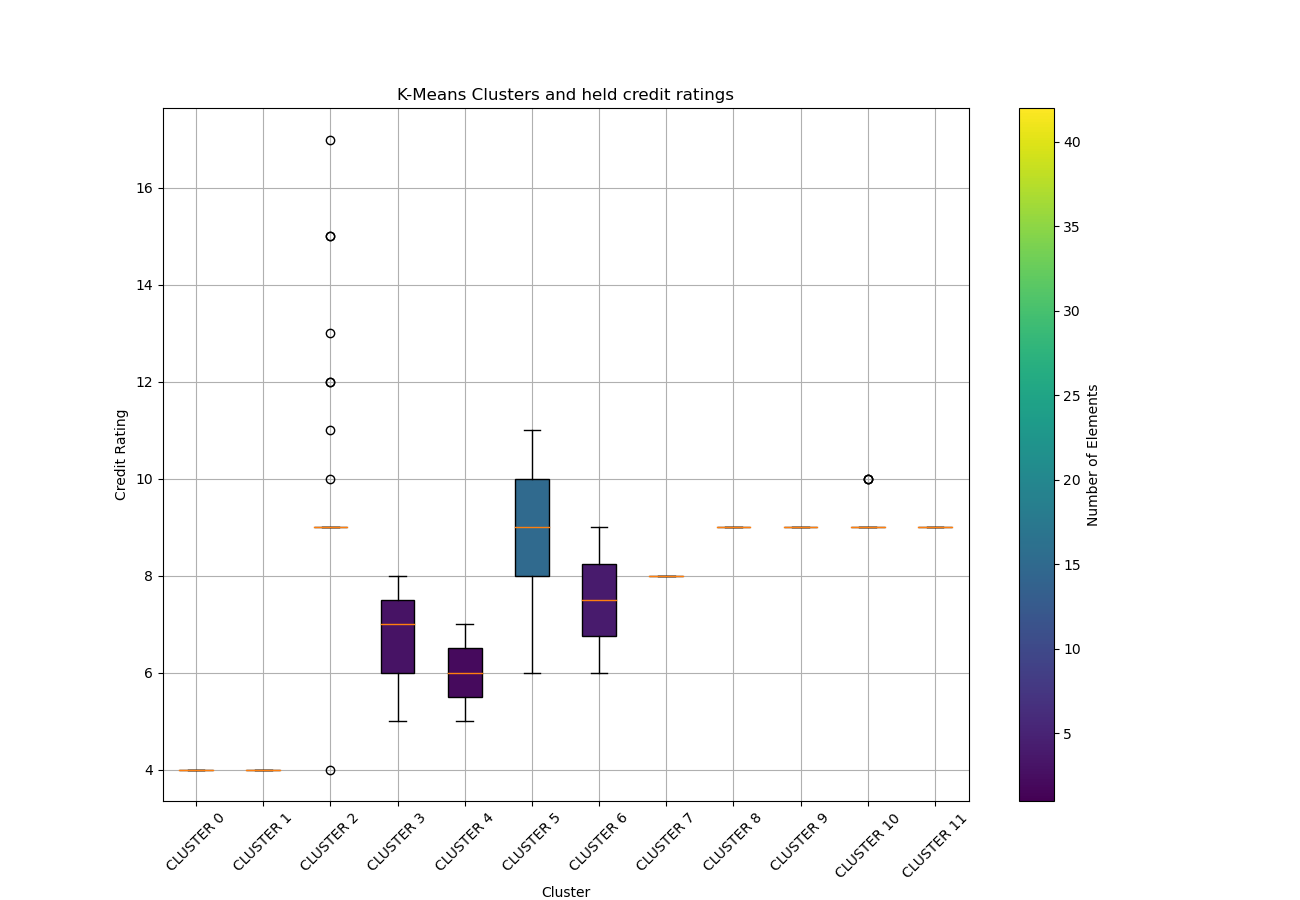 K-Means Clusters and held credit ratings
16
14
12
10
8
6
4
Credit Rating
CLUSTER 0
CLUSTER 1
CLUSTER 2
CLUSTER 3
CLUSTER 4
CLUSTER 5
CLUSTER 6
CLUSTER 7
CLUSTER 8
CLUSTER 9
CLUSTER 10
CLUSTER 11
Cluster
40
35
30
25
20
15
10
5
Number of Elements